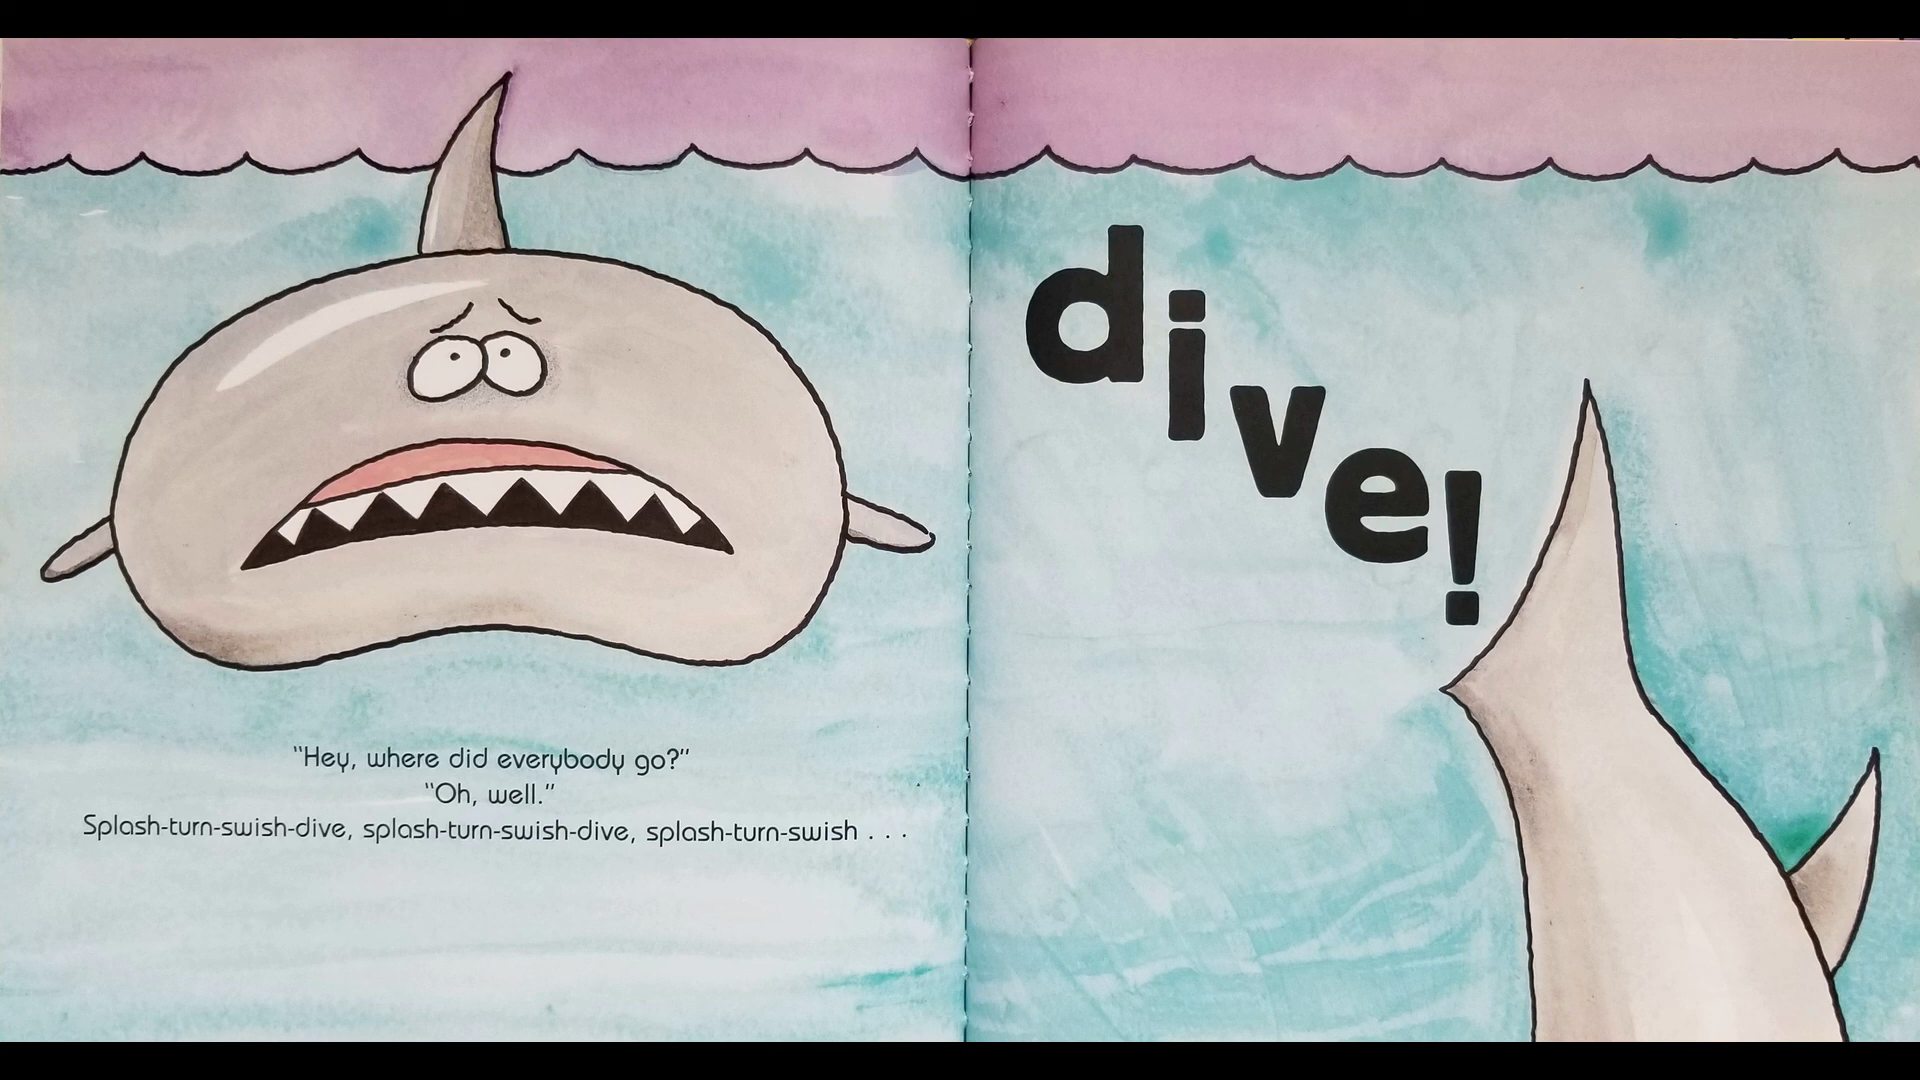 "Hey, where did everybody go?"
"Oh, well."
Splash-turn-swish-dive, splash-turn-swish-dive, splash-turn-swish . . .
dive!